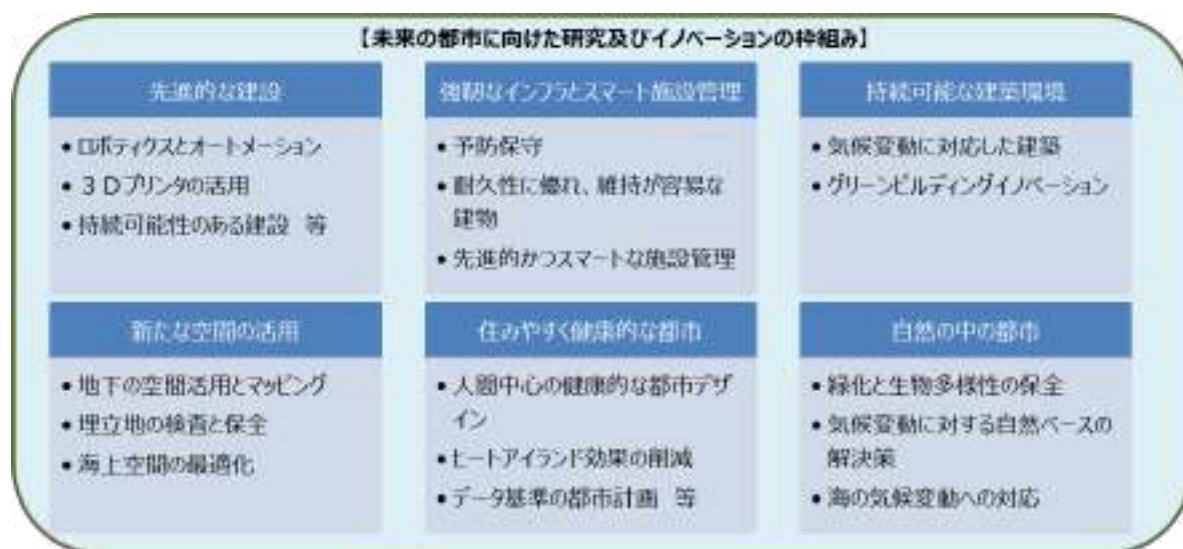 【未来の都市に向けた研究及びイノベーションの枠組み】
先進的な建設
• ロボティクスとオートメーション
• 3Dプリンタの活用
• 持続可能性のある建設 等
強靭なインフラとスマート施設管理
• 予防保守
• 耐久性に優れ、維持が容易な
建物
• 先進的かつスマートな施設管理
持続可能な建築環境
• 気候変動に対応した建築
• グリーンビルディングイノベーション
新たな空間の活用
• 地下の空間活用とマッピング
• 埋立地の検査と保全
• 海上空間の最適化
住みやすく健康的な都市
• 人間中心の健康的な都市デザ
イン
• ヒートアイランド効果の削減
• データ基準の都市計画 等
自然の中の都市
• 緑化と生物多様性の保全
• 気候変動に対する自然ベースの
解決策
• 海の気候変動への対応